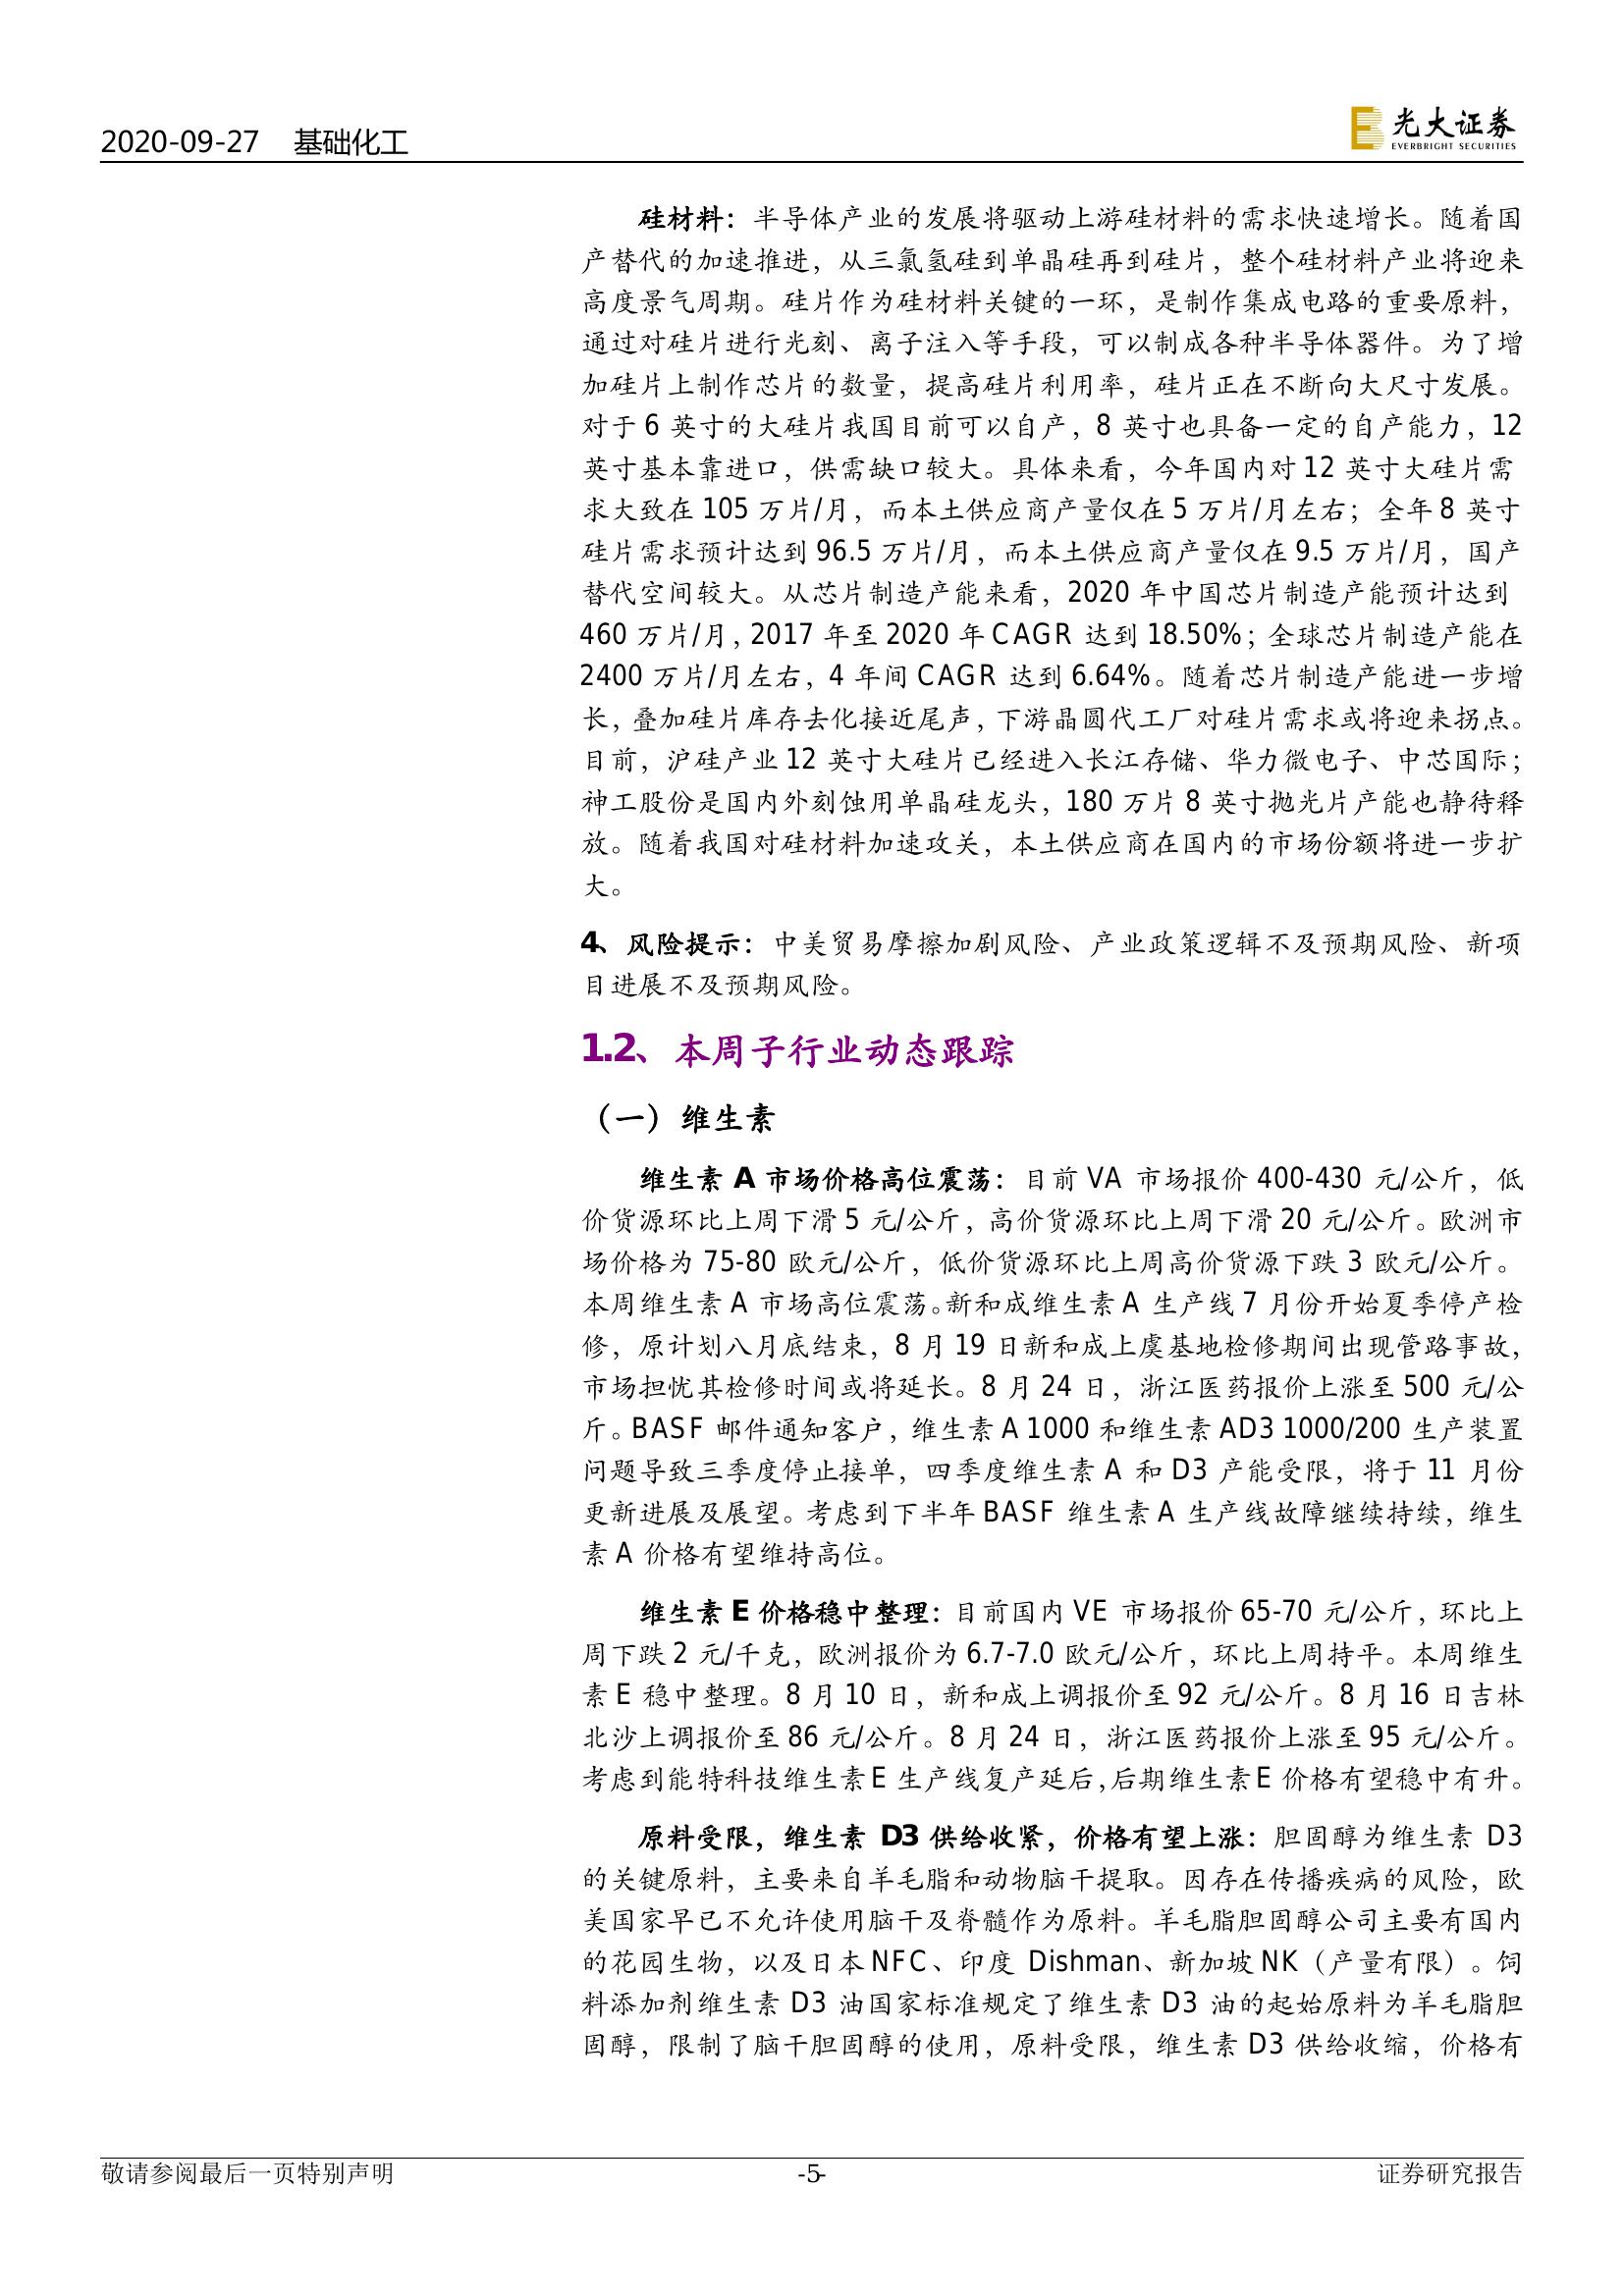 2020-09-27 基础化工
光大证券
EVERBRIGHT SECURITIES
硅材料：半导体产业的发展将驱动上游硅材料的需求快速增长。随着国
产替代的加速推进，从三氯氢硅到单晶硅再到硅片，整个硅材料产业将迎来
高度景气周期。硅片作为硅材料关键的一环，是制作集成电路的重要原料，
通过对硅片进行光刻、离子注入等手段，可以制成各种半导体器件。为了增
加硅片上制作芯片的数量，提高硅片利用率，硅片正在不断向大尺寸发展。
对于 6 英寸的大硅片我国目前可以自产，8 英寸也具备一定的自产能力，12
英寸基本靠进口，供需缺口较大。具体来看，今年国内对 12 英寸大硅片需
求大致在 105 万片/月，而本土供应商产量仅在 5 万片/月左右；全年 8 英寸
硅片需求预计达到 96.5 万片/月，而本土供应商产量仅在 9.5 万片/月，国产
替代空间较大。从芯片制造产能来看，2020 年中国芯片制造产能预计达到
460 万片/月，2017 年至 2020 年 CAGR 达到 18.50%；全球芯片制造产能在
2400 万片/月左右，4 年间 CAGR 达到 6.64%。随着芯片制造产能进一步增
长，叠加硅片库存去化接近尾声，下游晶圆代工厂对硅片需求或将迎来拐点。
目前，沪硅产业 12 英寸大硅片已经进入长江存储、华力微电子、中芯国际；
神工股份是国内外刻蚀用单晶硅龙头，180 万片 8 英寸抛光片产能也静待释
放。随着我国对硅材料加速攻关，本土供应商在国内的市场份额将进一步扩
大。
4、风险提示：中美贸易摩擦加剧风险、产业政策逻辑不及预期风险、新项
目进展不及预期风险。
1.2、本周子行业动态跟踪
（一）维生素
维生素 A 市场价格高位震荡：目前 VA 市场报价 400-430 元/公斤，低
价货源环比上周下滑 5 元/公斤，高价货源环比上周下滑 20 元/公斤。欧洲市
场价格为 75-80 欧元/公斤，低价货源环比上周高价货源下跌 3 欧元/公斤。
本周维生素 A 市场高位震荡。新和成维生素 A 生产线 7 月份开始夏季停产检
修，原计划八月底结束，8 月 19 日新和成上虞基地检修期间出现管路事故，
市场担忧其检修时间或将延长。8 月 24 日，浙江医药报价上涨至 500 元/公
斤。BASF 邮件通知客户，维生素 A 1000 和维生素 AD3 1000/200 生产装置
问题导致三季度停止接单，四季度维生素 A 和 D3 产能受限，将于 11 月份
更新进展及展望。考虑到下半年 BASF 维生素 A 生产线故障继续持续，维生
素 A 价格有望维持高位。
维生素 E 价格稳中整理：目前国内 VE 市场报价 65-70 元/公斤，环比上
周下跌 2 元/千克，欧洲报价为 6.7-7.0 欧元/公斤，环比上周持平。本周维生
素 E 稳中整理。8 月 10 日，新和成上调报价至 92 元/公斤。8 月 16 日吉林
北沙上调报价至 86 元/公斤。8 月 24 日，浙江医药报价上涨至 95 元/公斤。
考虑到能特科技维生素 E 生产线复产延后，后期维生素 E 价格有望稳中有升。
原料受限，维生素 D3 供给收紧，价格有望上涨：胆固醇为维生素 D3
的关键原料，主要来自羊毛脂和动物脑干提取。因存在传播疾病的风险，欧
美国家早已不允许使用脑干及脊髓作为原料。羊毛脂胆固醇公司主要有国内
的花园生物，以及日本 NFC、印度 Dishman、新加坡 NK（产量有限）。饲
料添加剂维生素 D3 油国家标准规定了维生素 D3 油的起始原料为羊毛脂胆
固醇，限制了脑干胆固醇的使用，原料受限，维生素 D3 供给收缩，价格有
敬请参阅最后一页特别声明 -5- 证券研究报告